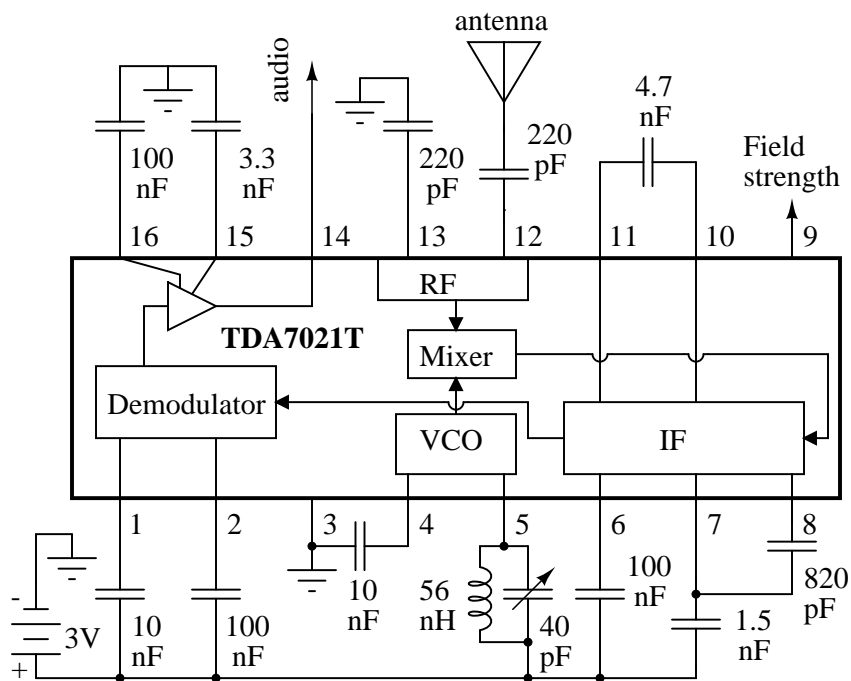 antenna
audio
100
nF
3.3
nF
220
pF
220
pF
4.7
nF
Field
strength
16
15
14
13
12
11
10
9
RF
TDA7021T
Mixer
Demodulator
VCO
IF
1
2
3
4
5
6
7
8
-
3V
+
10
nF
100
nF
10
nF
56
nH
40
pF
100
nF
1.5
nF
820
pF